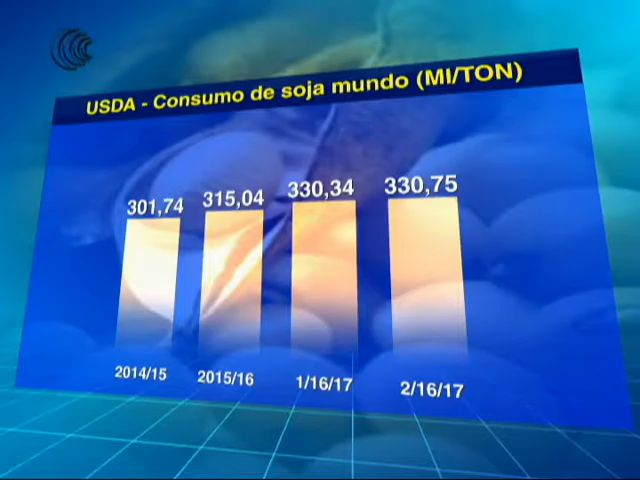 USDA - Consumo de soja mundo (MI/TON)
301,74 315,04 330,34 330,75
2014/15 2015/16 1/16/17 2/16/17